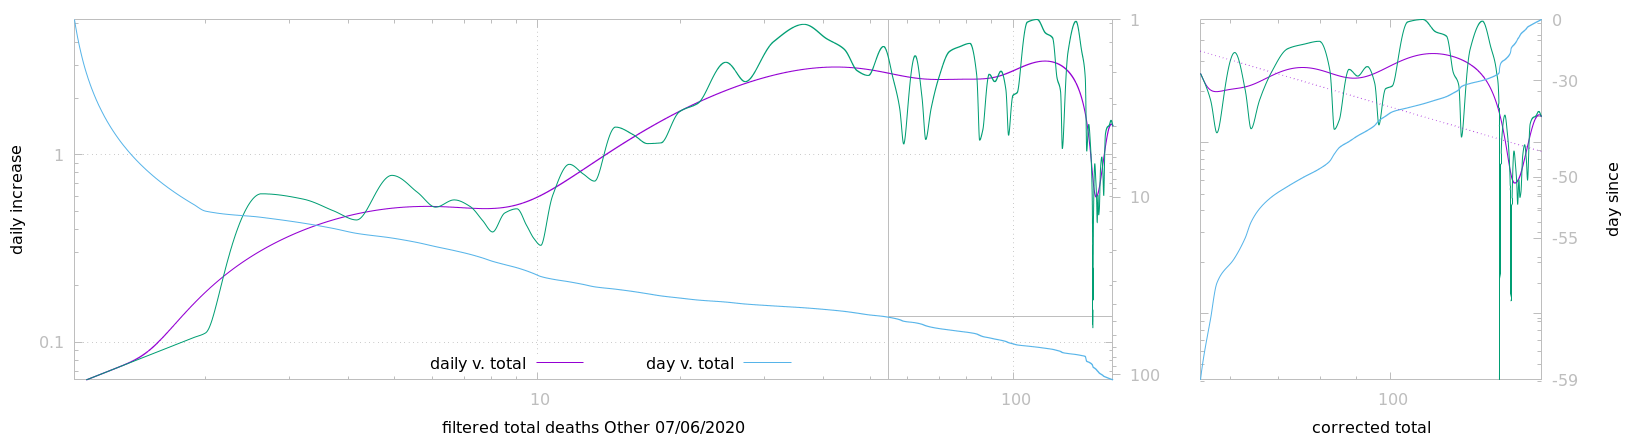 daily increase
1
0.1
daily v. total
day v. total
10
100
1
10
100
filtered total deaths Other 07/06/2020
0
-30
-50
-55
-59
day since
100
corrected total